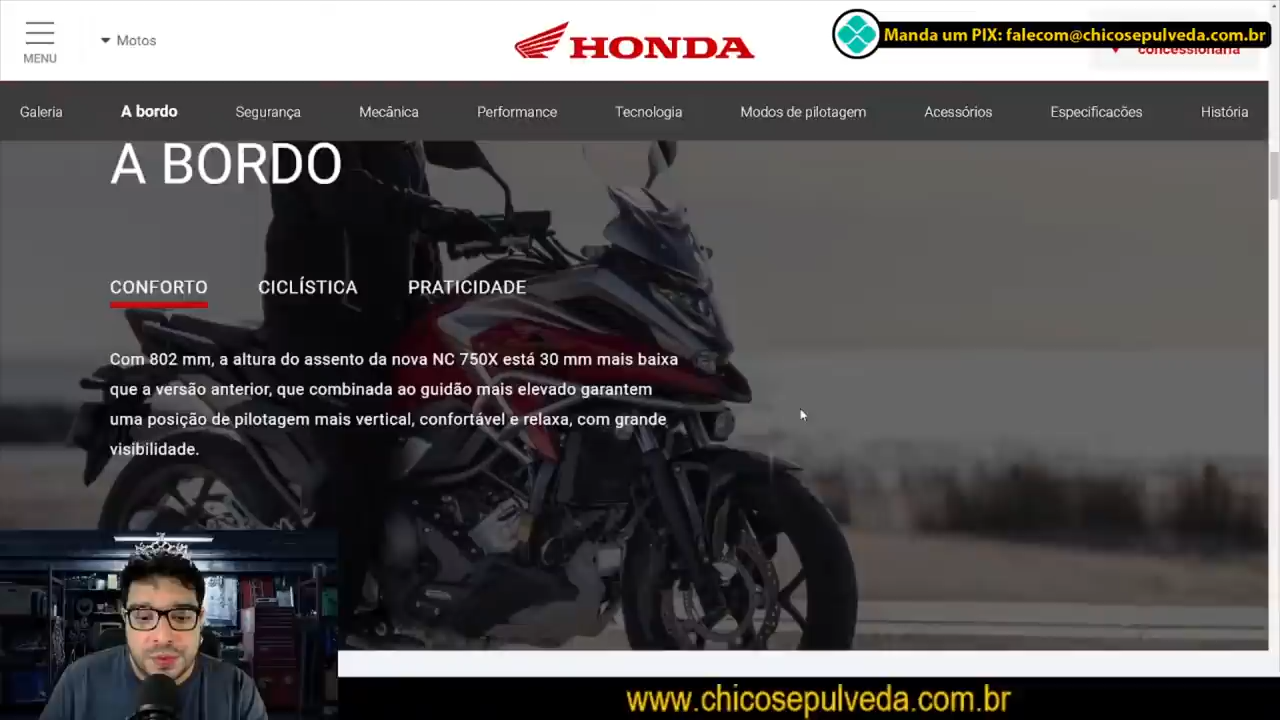 MENU
Motos
HONDA
Manda um PIX: falecom@chicosepulveda.com.br
concessionária
Galeria
A bordo
Segurança
Mecânica
Performance
Tecnologia
Modos de pilotagem
Acessórios
Especificacões
História
A BORDO
CONFORTO
CICLÍSTICA
PRATICIDADE
Com 802 mm, a altura do assento da nova NC 750X está 30 mm mais baixa
que a versão anterior, que combinada ao guidão mais elevado garantem
uma posição de pilotagem mais vertical, confortável e relaxa, com grande
visibilidade.
www.chicosepulveda.com.br